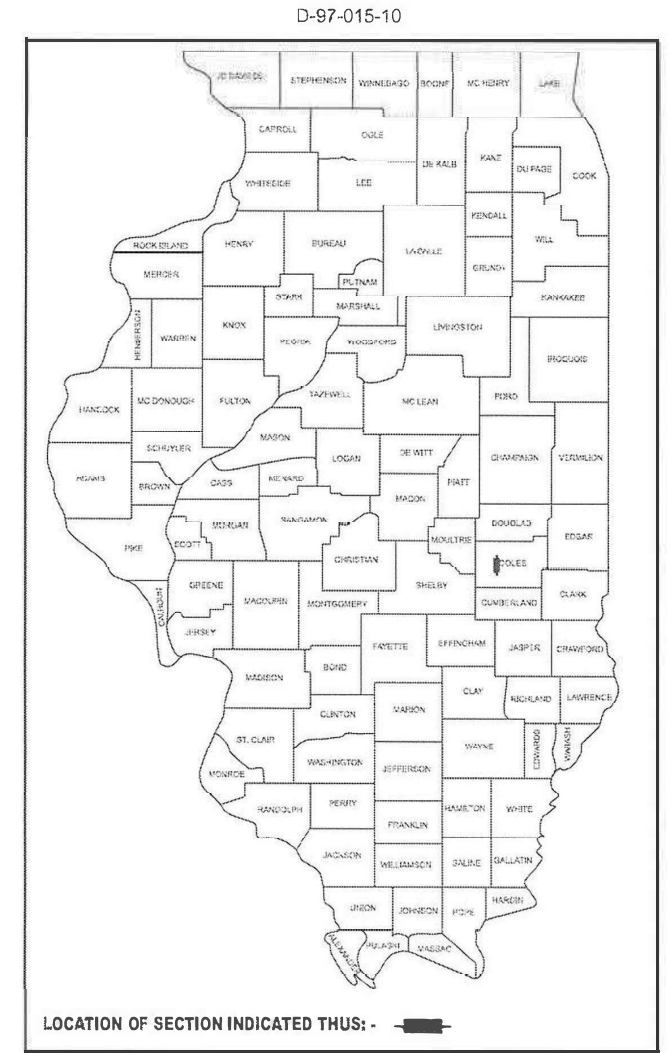 D-97-015-10
JO DAVIESS STEPHENSON WINNEBAGO BOONE MC HENRY LAKE
CARROLL OGLE
DE KALB KANE DU PAGE COOK
WHITESIDE LEE
KENDALL
ROCK ISLAND HENRY BUREAU LA SALLE WILL
MERCER PUTNAM GRUNDY
STARK MARSHALL KANKAKEE
HENDERSON WARREN KNOX PEORIA WOODFORD LIVINGSTON
IROQUOIS
HANCOCK MC DONOUGH FULTON TAZEWELL MC LEAN FORD
MASON
SCHUYLER LOGAN DE WITT CHAMPAIGN VERMILION
ADAMS BROWN CASS MENARD PIATT
MACON
MORGAN SANGAMON DOUGLAS
PIKE SCOTT MOULTRIE EDGAR
CHRISTIAN COLES
GREENE SHELBY
CALHOUN MACOUPIN MONTGOMERY CUMBERLAND CLARK
JERSEY
FAYETTE EFFINGHAM JASPER CRAWFORD
MADISON BOND
CLAY RICHLAND LAWRENCE
CLINTON MARION
ST. CLAIR WAYNE EDWARDS WABASH
WASHINGTON JEFFERSON
MONROE
RANDOLPH PERRY HAMILTON WHITE
FRANKLIN
JACKSON WILLIAMSON SALINE GALLATIN
UNION JOHNSON POPE HARDIN
ALEXANDER PULASKI MASSAC
LOCATION OF SECTION INDICATED THUS: -